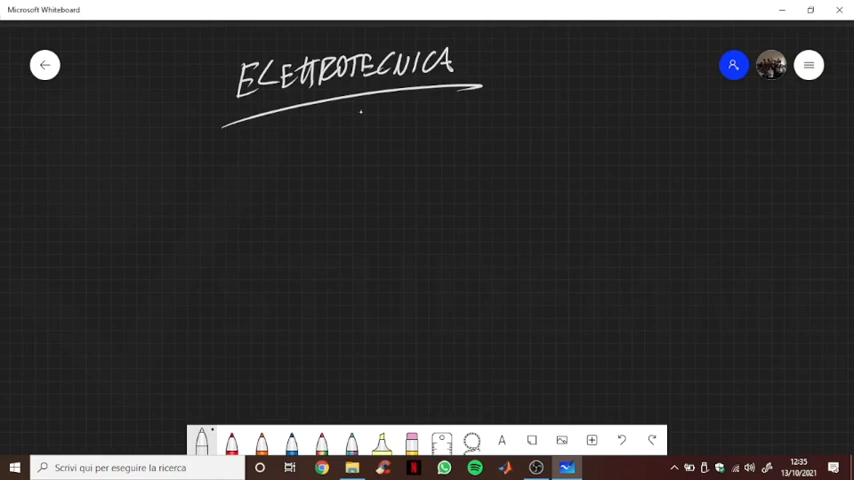 Microsoft Whiteboard
ELETTROTECNICA
A
Scrivi qui per eseguire la ricerca
N
12:35
13/10/2021